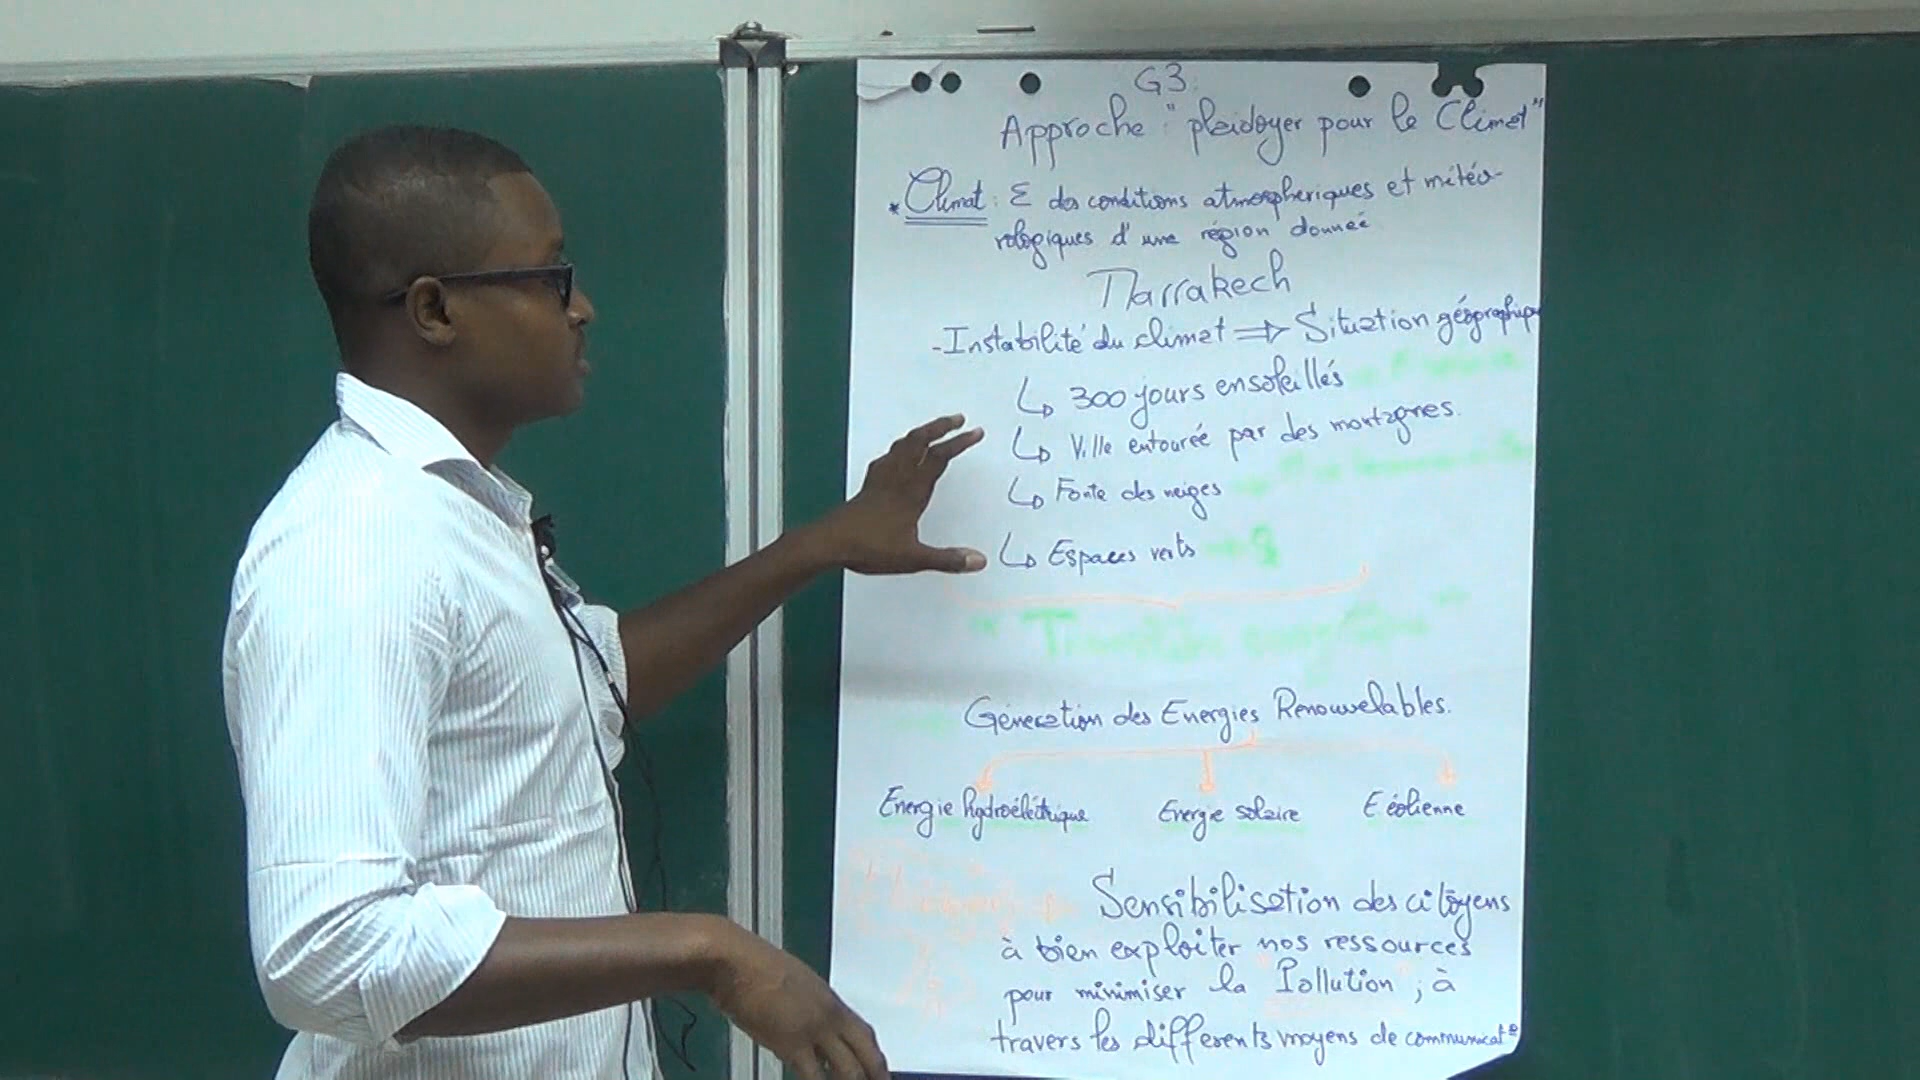 G3.
Approche "pleidoyer pour le Climat"
* Climat : Σ des conditions atmospheriques et météo-
rologiques d'une région donnée
Marrakech
- Instabilité du climat ⇒ Situation géographique
↳ 300 jours ensoleillés
↳ Ville entourée par des montagnes.
↳ Fonte des neiges
↳ Espaces verts
Géneration des Energies Renouvelables.
Energie hydroéléctrique Energie solaire E éolienne
Sensibilisation des citoyens
à bien exploiter nos ressources
pour minimiser la Pollution ; à
travers les differents moyens de communicat°